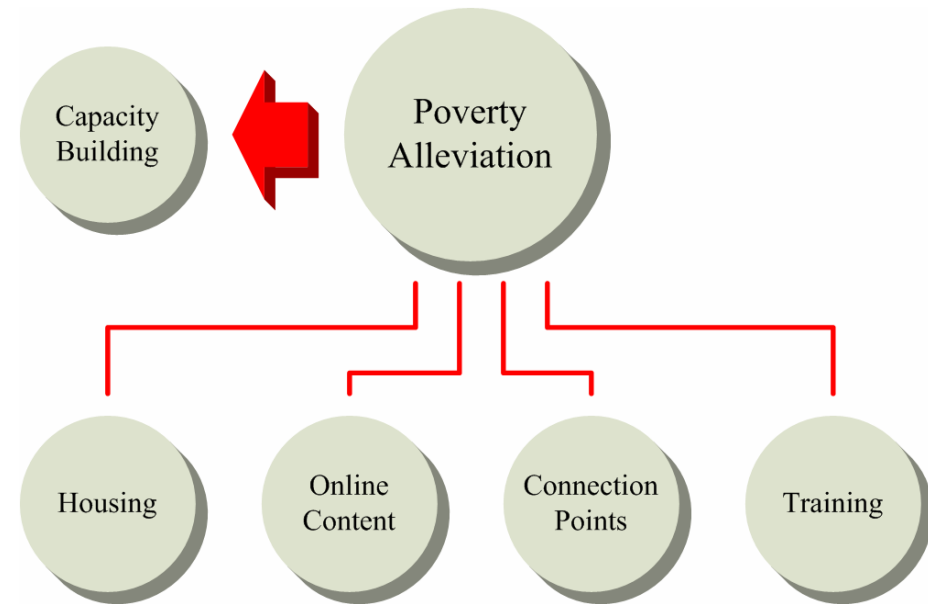 Capacity
Building
Poverty
Alleviation
Housing
Online
Content
Connection
Points
Training